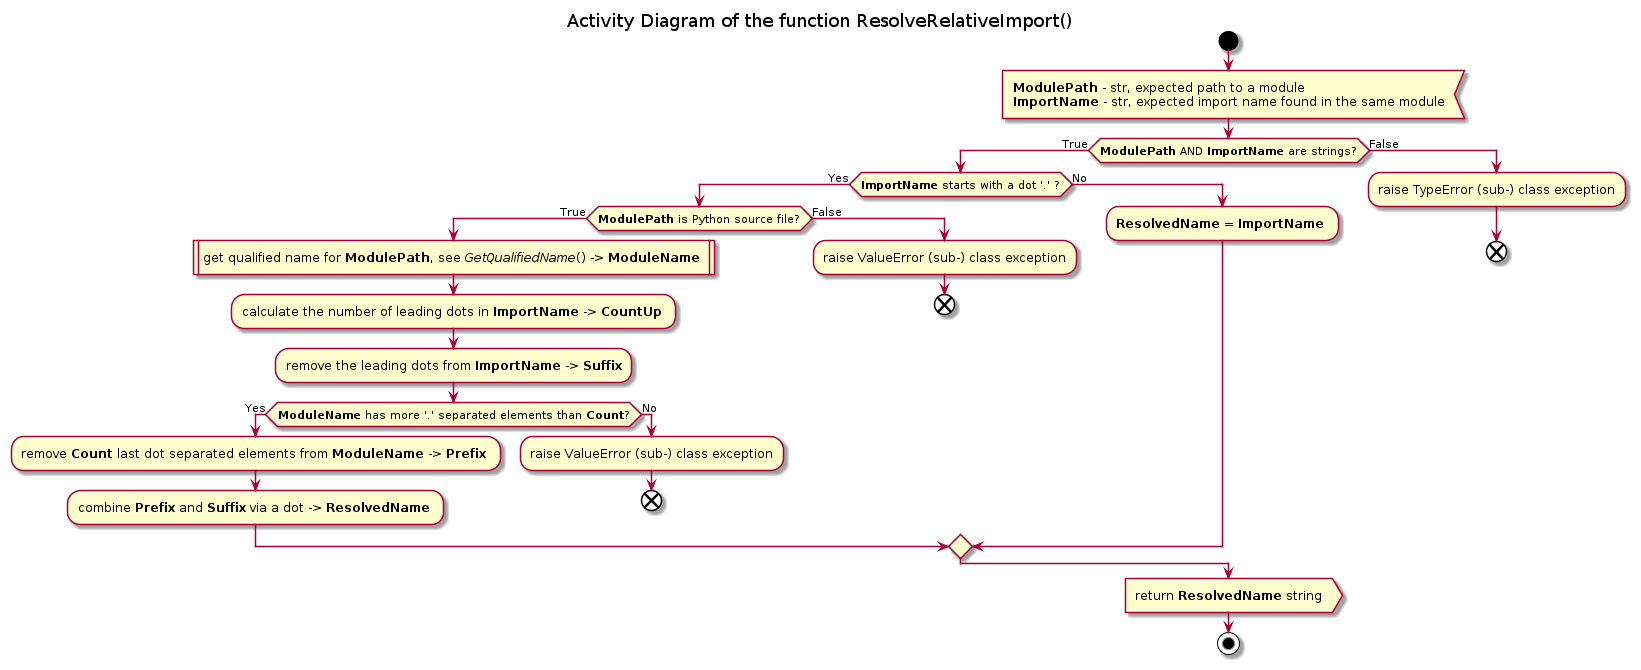 Activity Diagram of the function ResolveRelativeImport()
ModulePath - str, expected path to a module
ImportName - str, expected import name found in the same module
True
ModulePath AND ImportName are strings?
False
Yes
ImportName starts with a dot '.' ?
No
raise TypeError (sub-) class exception
True
ModulePath is Python source file?
False
ResolvedName = ImportName
get qualified name for ModulePath, see GetQualifiedName() -> ModuleName
raise ValueError (sub-) class exception
calculate the number of leading dots in ImportName -> CountUp
remove the leading dots from ImportName -> Suffix
Yes
ModuleName has more '.' separated elements than Count?
No
remove Count last dot separated elements from ModuleName -> Prefix
raise ValueError (sub-) class exception
combine Prefix and Suffix via a dot -> ResolvedName
return ResolvedName string